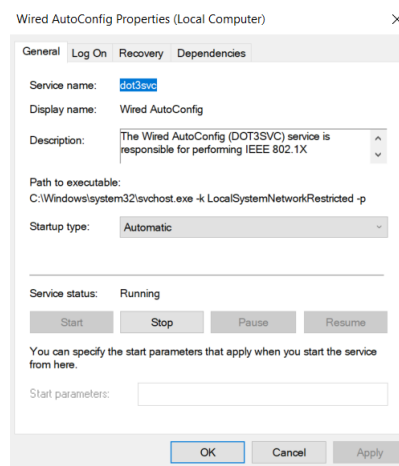 Wired AutoConfig Properties (Local Computer)
General Log On Recovery Dependencies
Service name: dot3svc
Display name: Wired AutoConfig
Description: The Wired AutoConfig (DOT3SVC) service is
responsible for performing IEEE 802.1X
Path to executable:
C:\Windows\system32\svchost.exe -k LocalSystemNetworkRestricted -p
Startup type: Automatic
Service status: Running
Start Stop Pause Resume
You can specify the start parameters that apply when you start the service
from here.
Start parameters:
OK Cancel Apply